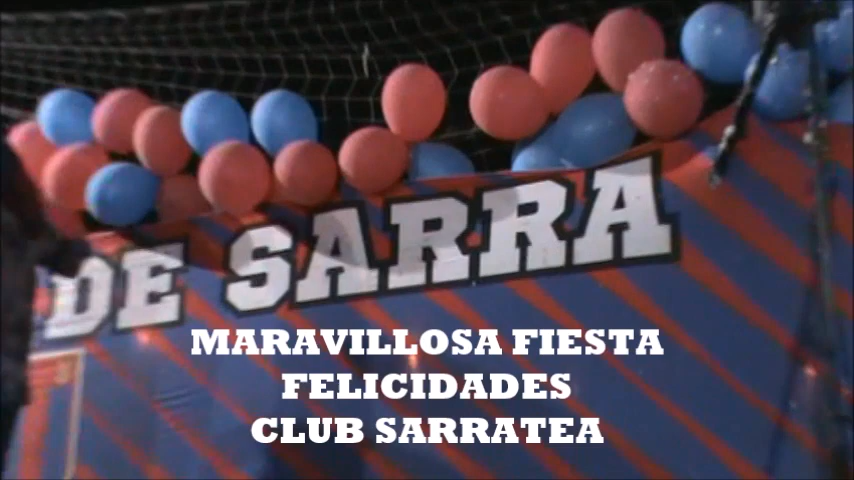 DE SARRA
MARAVILLOSA FIESTA
FELICIDADES
CLUB SARRATEA